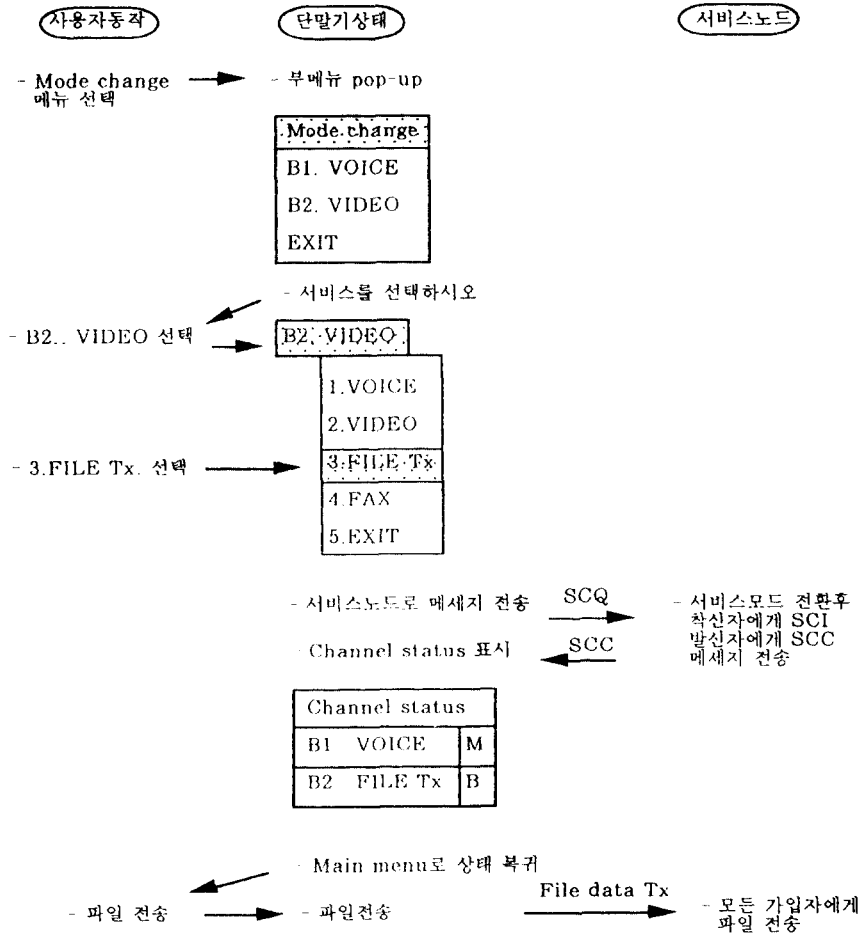 사용자동작
단말기상태
서비스노드
- Mode change
메뉴 선택
- 부메뉴 pop-up
Mode change
B1. VOICE
B2. VIDEO
EXIT
- 서비스를 선택하시오
- B2.. VIDEO 선택
B2. VIDEO
1.VOICE
2.VIDEO
- 3.FILE Tx. 선택
3.FILE Tx
4.FAX
5.EXIT
- 서비스노드로 메세지 전송
SCQ
- 서비스모드 전환후
착신자에게 SCI
발신자에게 SCC
메세지 전송
- Channel status 표시
SCC
Channel status
B1 VOICE M
B2 FILE Tx B
- Main menu로 상태 복귀
- 파일 전송
- 파일전송
File data Tx
- 모든 가입자에게
파일 전송